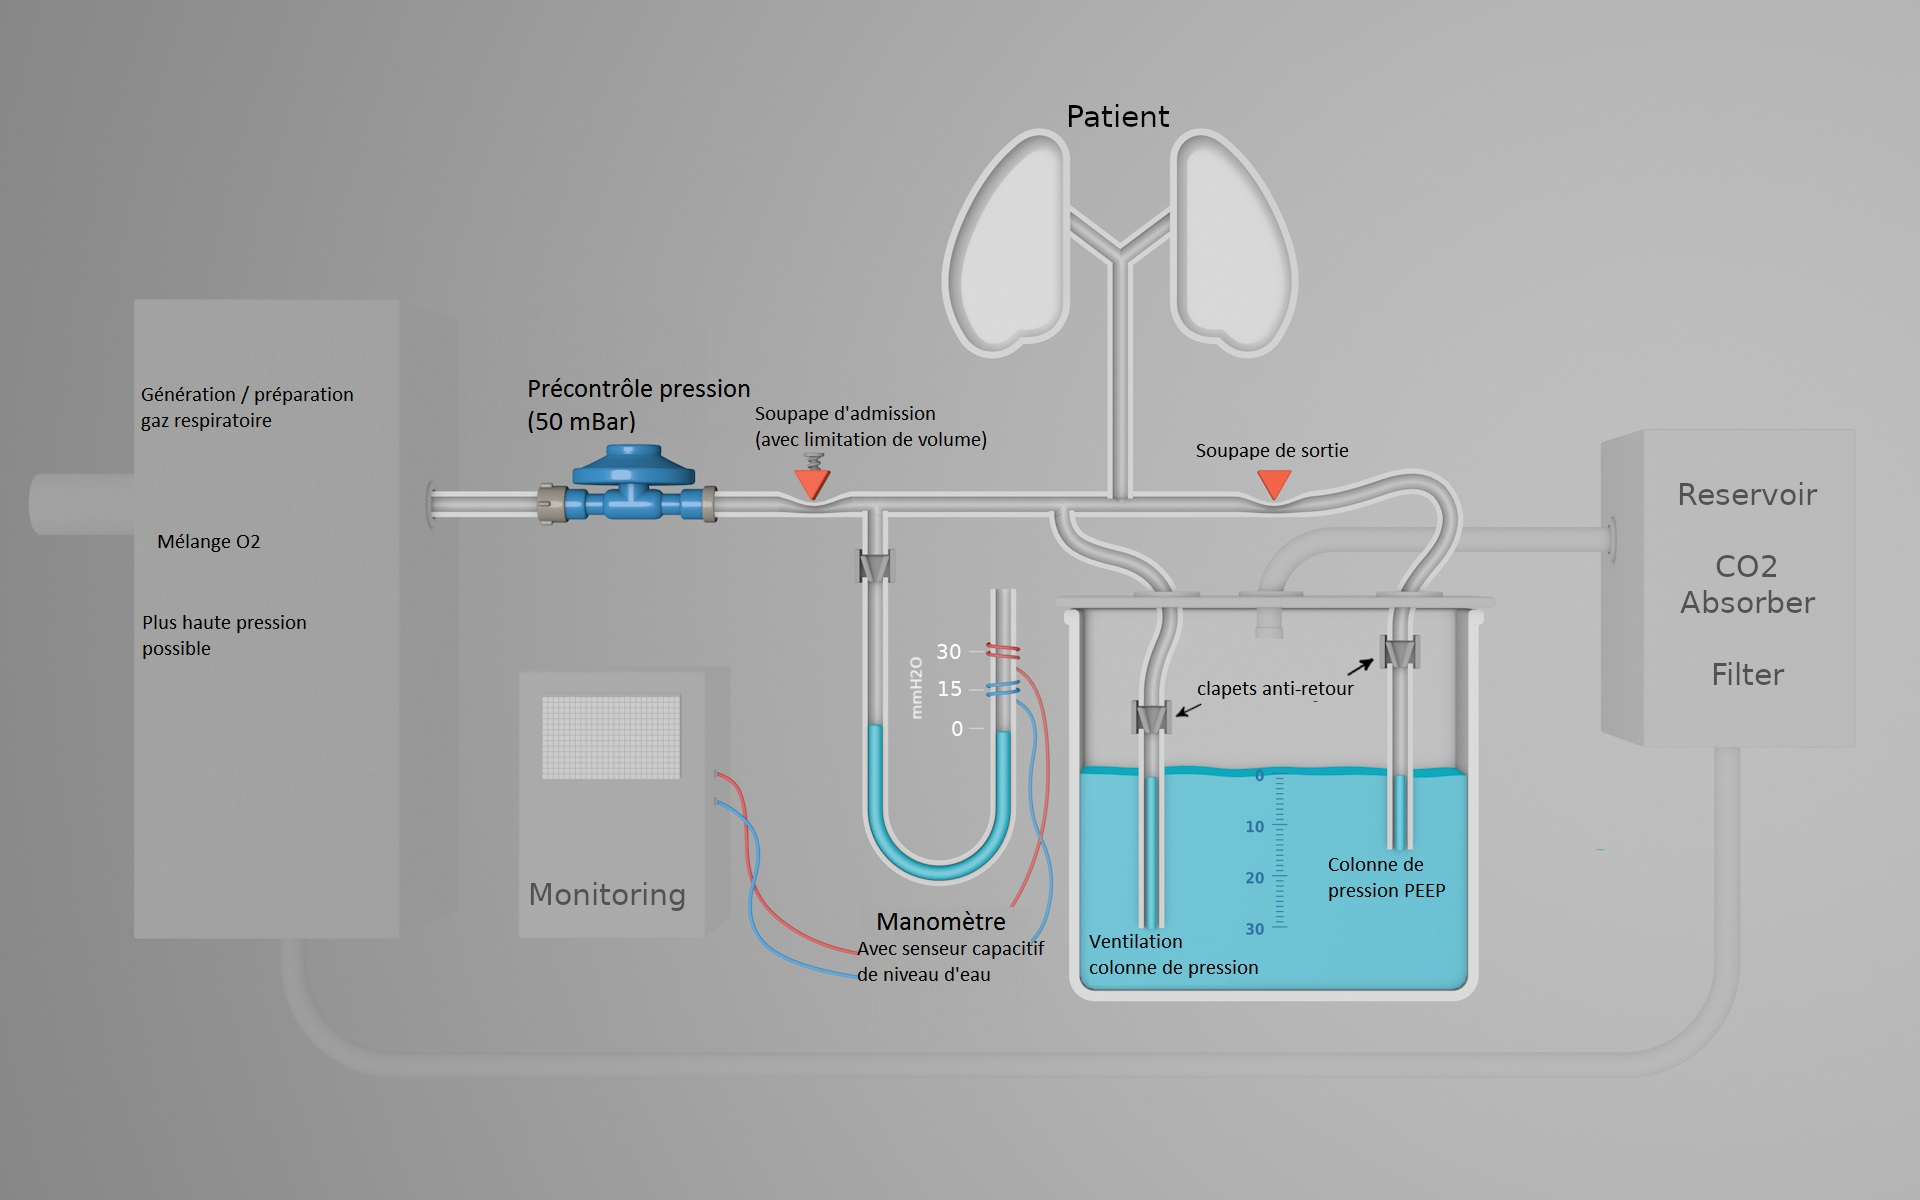 Patient
Génération / préparation
gaz respiratoire
Mélange O2
Plus haute pression
possible
Précontrôle pression
(50 mBar)
Soupape d'admission
(avec limitation de volume)
Soupape de sortie
Reservoir
CO2
Absorber
Filter
mmH2O
30
15
0
clapets anti-retour
0
10
20
30
Colonne de
pression PEEP
Ventilation
colonne de pression
Monitoring
Manomètre
Avec senseur capacitif
de niveau d'eau